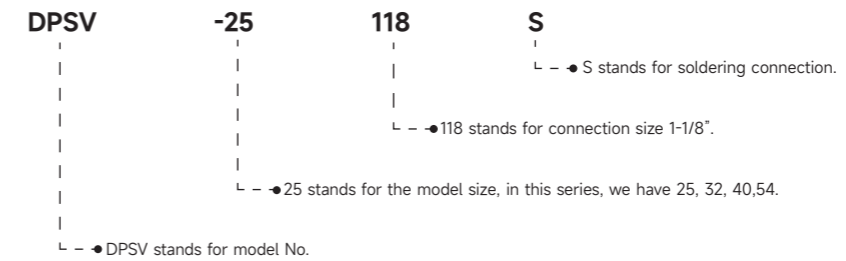 DPSV -25 118 S
S stands for soldering connection.
118 stands for connection size 1-1/8".
25 stands for the model size, in this series, we have 25, 32, 40,54.
DPSV stands for model No.